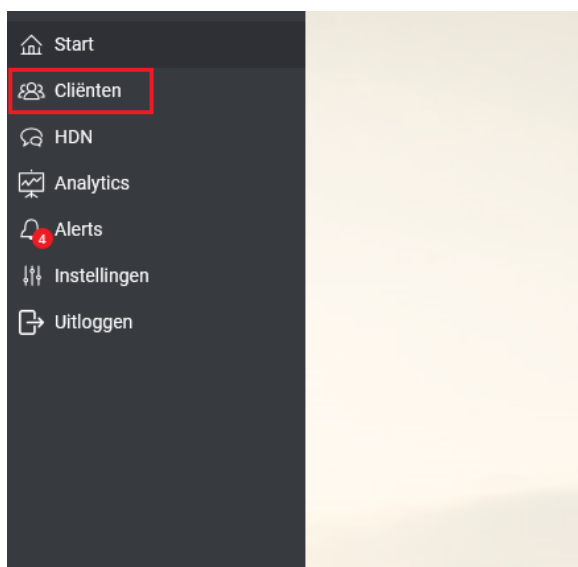 Start
Cliënten
HDN
Analytics
4
Alerts
Instellingen
Uitloggen